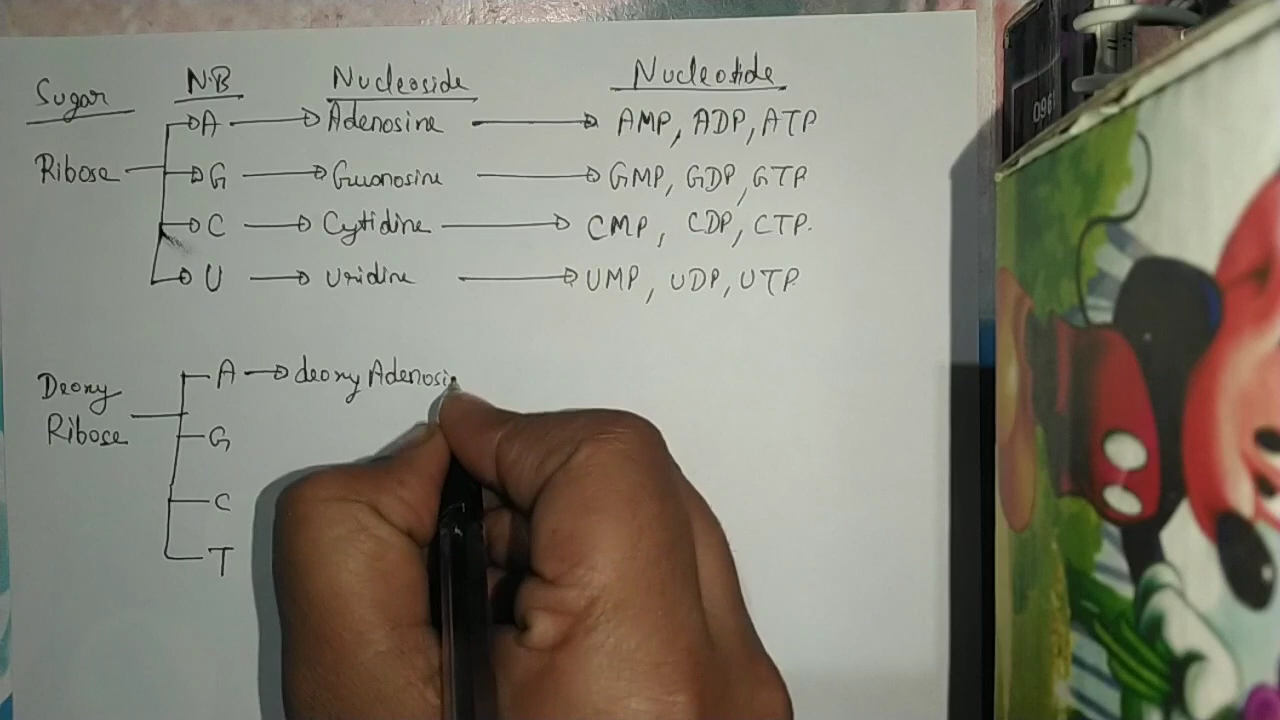 Sugar N.B Nucleoside Nucleotide
A Adenosine AMP, ADP, ATP
Ribose G Guanosine GMP, GDP, GTP
C Cytidine CMP, CDP, CTP.
U Uridine UMP, UDP, UTP
Deoxy
Ribose
A deoxy Adenosi
G
C
T
0961